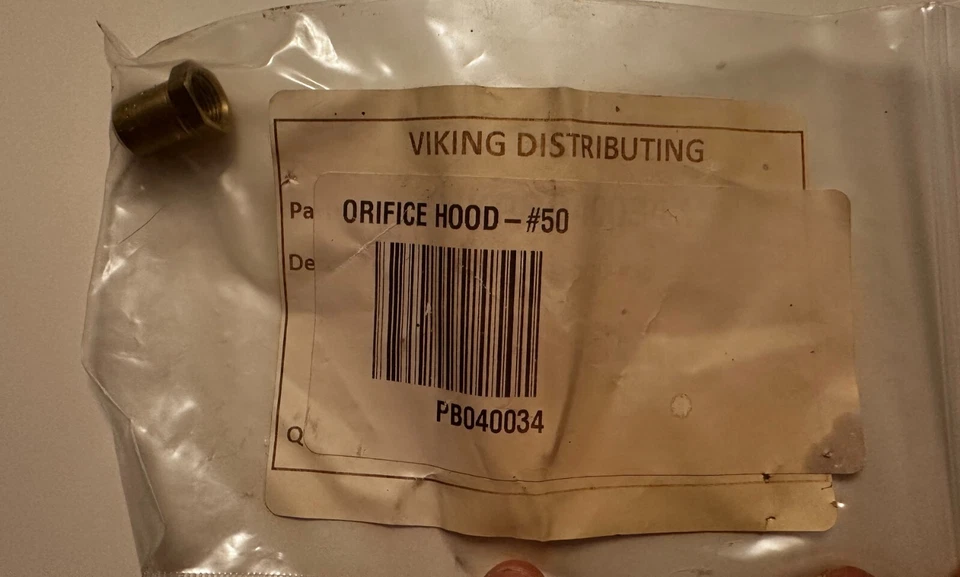 VIKING DISTRIBUTING
Pa
ORIFICE HOOD – #50
De
PB040034
Q